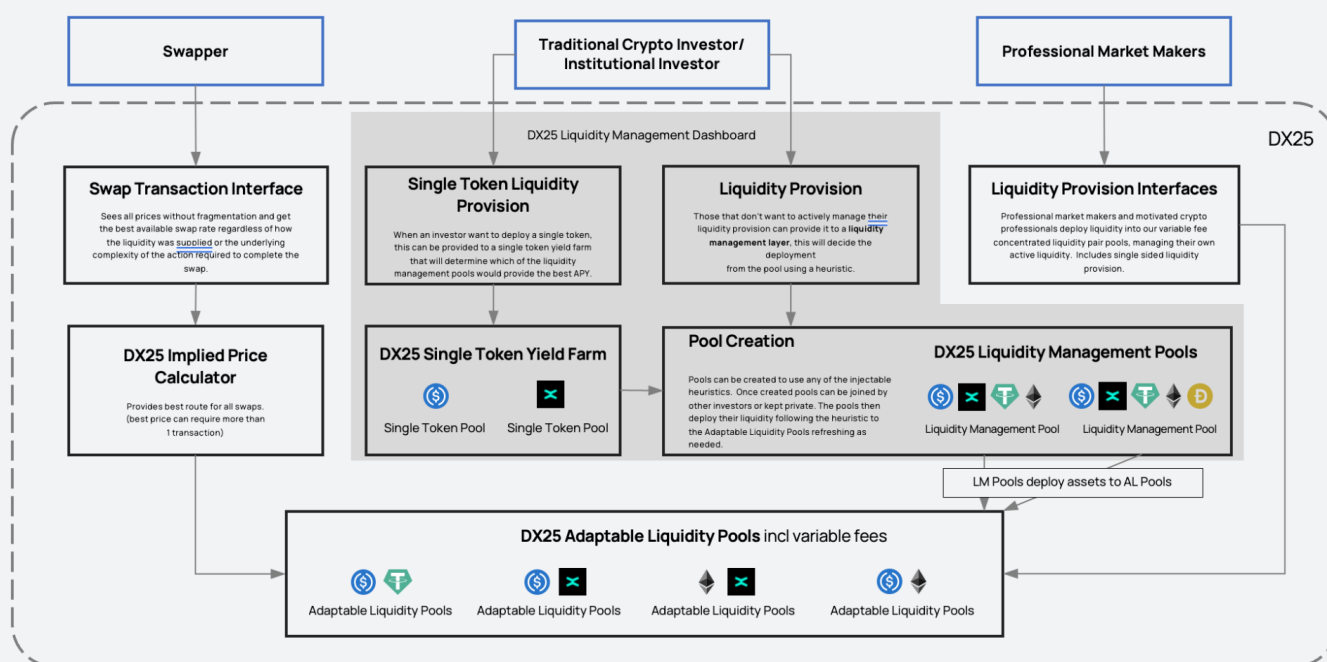 Swapper
Traditional Crypto Investor/
Institutional Investor
Professional Market Makers
DX25
DX25 Liquidity Management Dashboard
Swap Transaction Interface
Sees all prices without fragmentation and get
the best available swap rate regardless of how
the liquidity was supplied or the underlying
complexity of the action required to complete the
swap.
Single Token Liquidity
Provision
When an investor want to deploy a single token,
this can be provided to a single token yield farm
that will determine which of the liquidity
management pools would provide the best APY.
Liquidity Provision
Those that don't want to actively manage their
liquidity provision can provide it to a liquidity
management layer, this will decide the
deployment
from the pool using a heuristic.
Liquidity Provision Interfaces
Professional market makers and motivated crypto
professionals deploy liquidity into our variable fee
concentrated liquidity pair pools, managing their own
active liquidity. Includes single sided liquidity
provision.
DX25 Implied Price
Calculator
Provides best route for all swaps.
(best price can require more than
1 transaction)
DX25 Single Token Yield Farm
Single Token Pool
Single Token Pool
Pool Creation
Pools can be created to use any of the injectable
heuristics. Once created pools can be joined by
other investors or kept private. The pools then
deploy their liquidity following the heuristic to
the Adaptable Liquidity Pools refreshing as
needed.
DX25 Liquidity Management Pools
Liquidity Management Pool
Liquidity Management Pool
LM Pools deploy assets to AL Pools
DX25 Adaptable Liquidity Pools incl variable fees
Adaptable Liquidity Pools
Adaptable Liquidity Pools
Adaptable Liquidity Pools
Adaptable Liquidity Pools